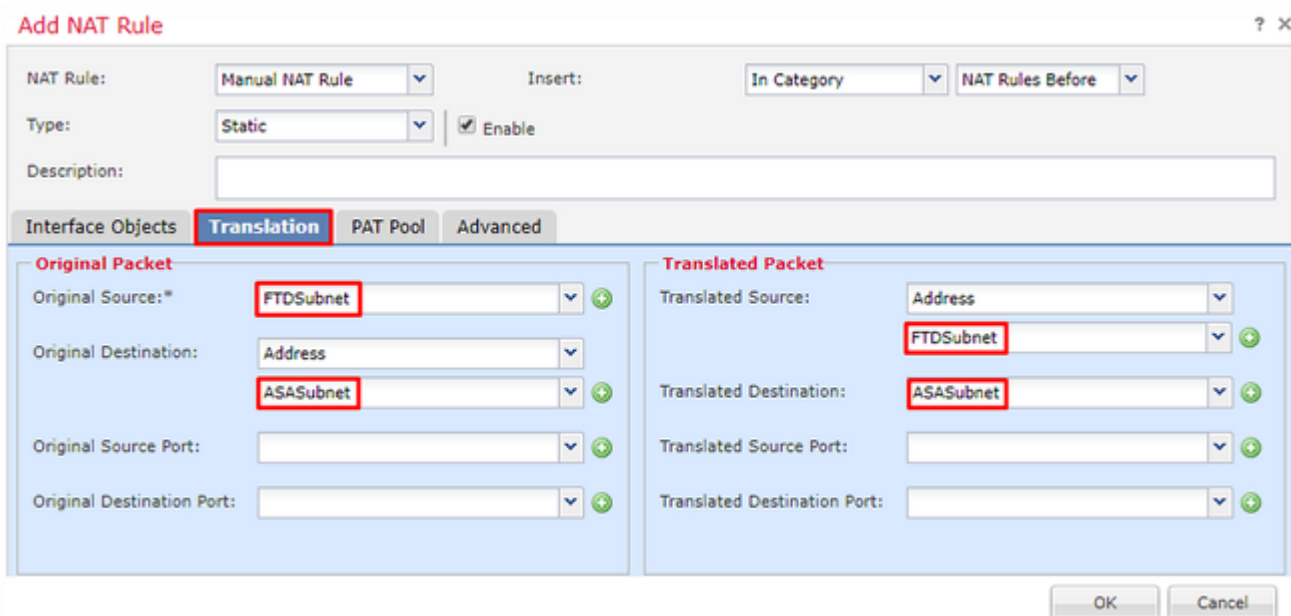 Add NAT Rule ? ×
NAT Rule: Manual NAT Rule Insert: In Category NAT Rules Before
Type: Static Enable
Description:
Interface Objects Translation PAT Pool Advanced
Original Packet
Original Source:* FTDSubnet
Original Destination: Address
ASASubnet
Original Source Port:
Original Destination Port:
Translated Packet
Translated Source: Address
FTDSubnet
Translated Destination: ASASubnet
Translated Source Port:
Translated Destination Port:
OK Cancel